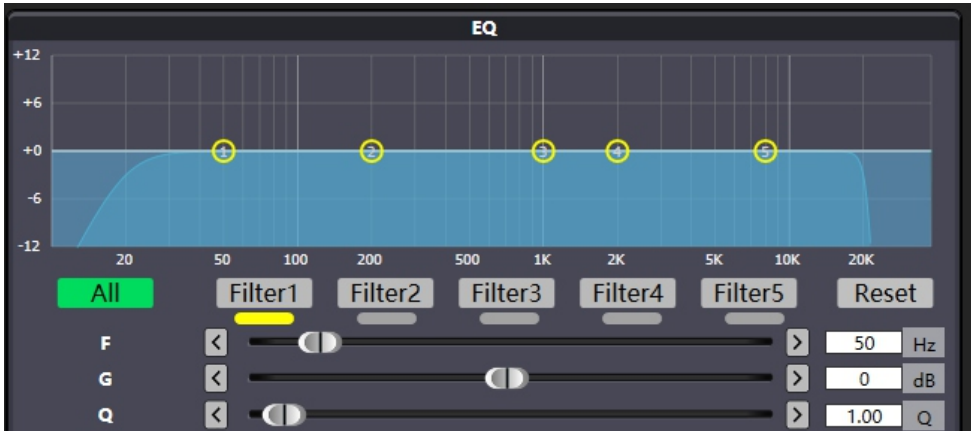 EQ
+12
+6
+0
1 2 3 4 5
-6
-12
20 50 100 200 500 1K 2K 5K 10K 20K
All Filter1 Filter2 Filter3 Filter4 Filter5 Reset
F < > 50 Hz
G < > 0 dB
Q < > 1.00 Q